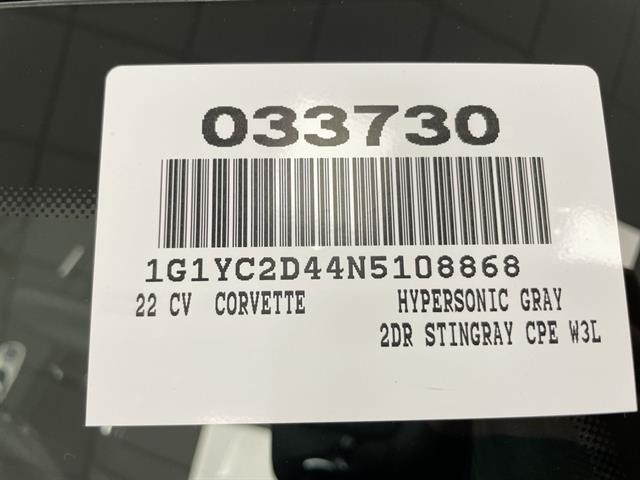 033730
1G1YC2D44N5108868
22 CV CORVETTE HYPERSONIC GRAY
2DR STINGRAY CPE W3L